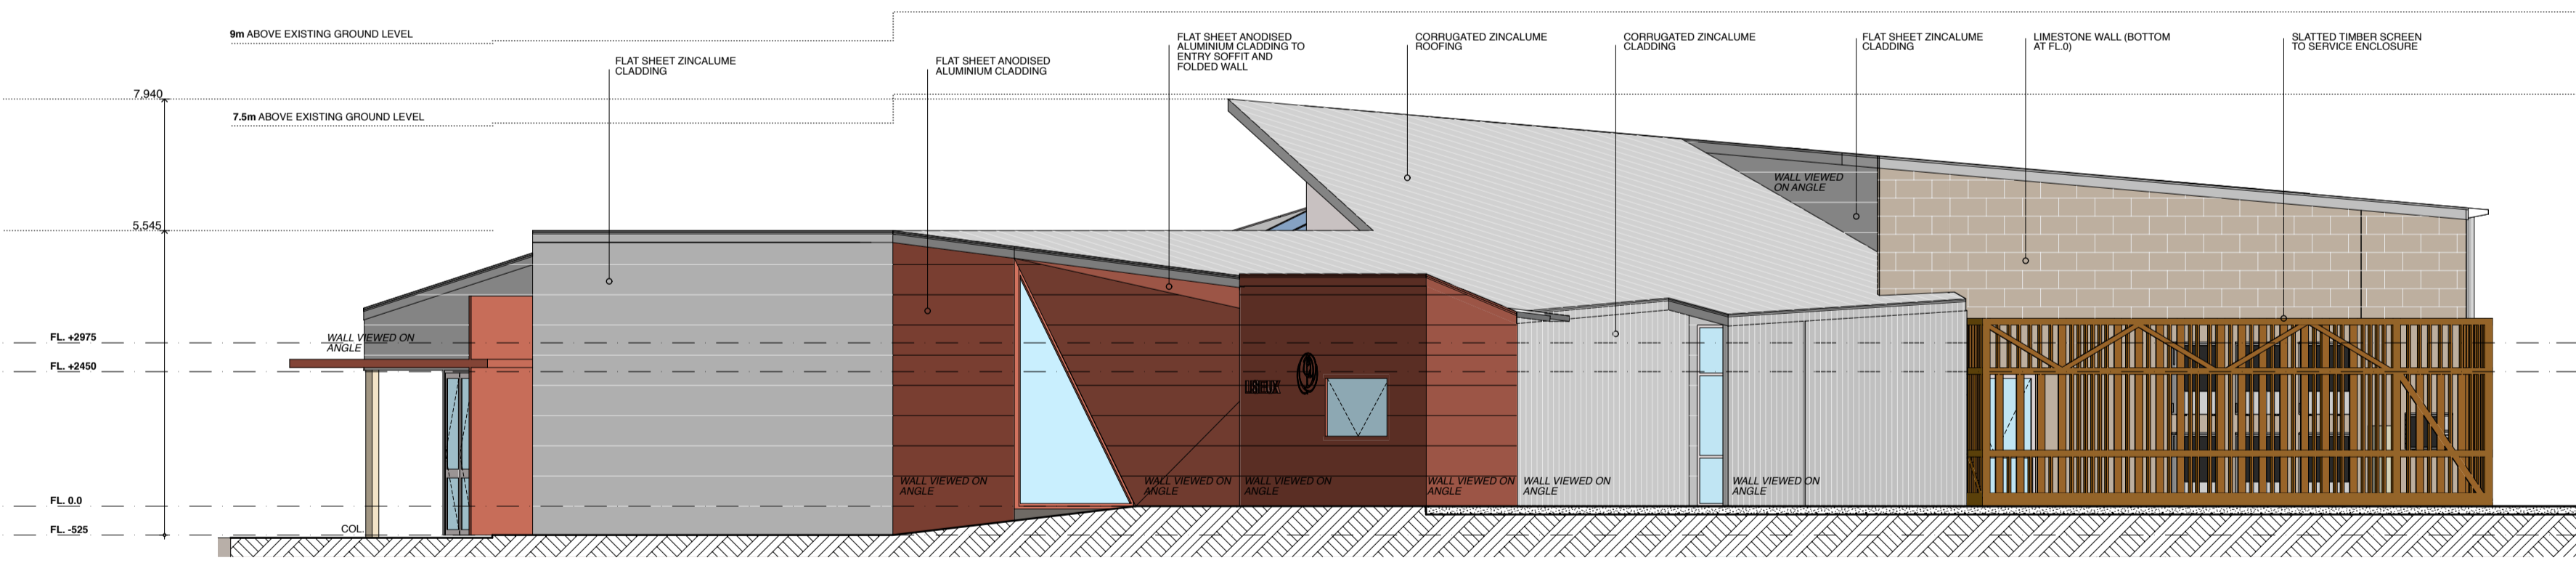 9m ABOVE EXISTING GROUND LEVEL
FLAT SHEET ZINCALUME
CLADDING
FLAT SHEET ANODISED
ALUMINIUM CLADDING
FLAT SHEET ANODISED
ALUMINIUM CLADDING TO
ENTRY SOFFIT AND
FOLDED WALL
CORRUGATED ZINCALUME
ROOFING
CORRUGATED ZINCALUME
CLADDING
FLAT SHEET ZINCALUME
CLADDING
LIMESTONE WALL (BOTTOM
AT FL.0)
SLATTED TIMBER SCREEN
TO SERVICE ENCLOSURE
7,940
7.5m ABOVE EXISTING GROUND LEVEL
WALL VIEWED
ON ANGLE
5,545
FL. +2975
WALL VIEWED ON
ANGLE
FL. +2450
WALL VIEWED ON
ANGLE
WALL VIEWED ON
ANGLE
WALL VIEWED ON
ANGLE
WALL VIEWED ON
ANGLE
WALL VIEWED ON
ANGLE
WALL VIEWED ON
ANGLE
FL. 0.0
COL.
FL. -525